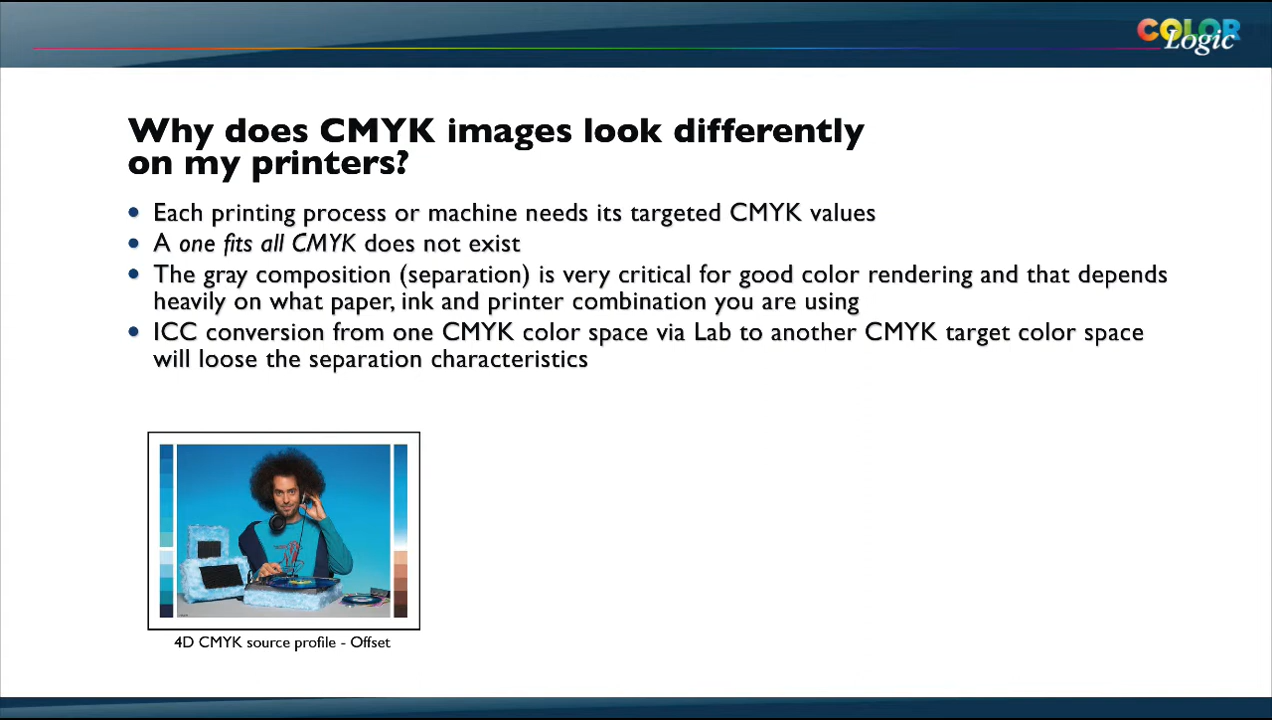 COLOR
Logic
Why does CMYK images look differently
on my printers?
• Each printing process or machine needs its targeted CMYK values
• A one fits all CMYK does not exist
• The gray composition (separation) is very critical for good color rendering and that depends
heavily on what paper, ink and printer combination you are using
• ICC conversion from one CMYK color space via Lab to another CMYK target color space
will loose the separation characteristics
4D CMYK source profile - Offset